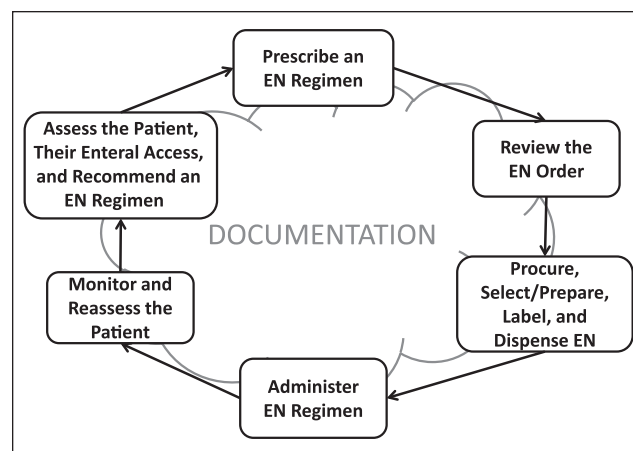 Prescribe an
EN Regimen
Review the
EN Order
Procure,
Select/Prepare,
Label, and
Dispense EN
Administer
EN Regimen
Monitor and
Reassess the
Patient
Assess the Patient,
Their Enteral Access,
and Recommend an
EN Regimen
DOCUMENTATION